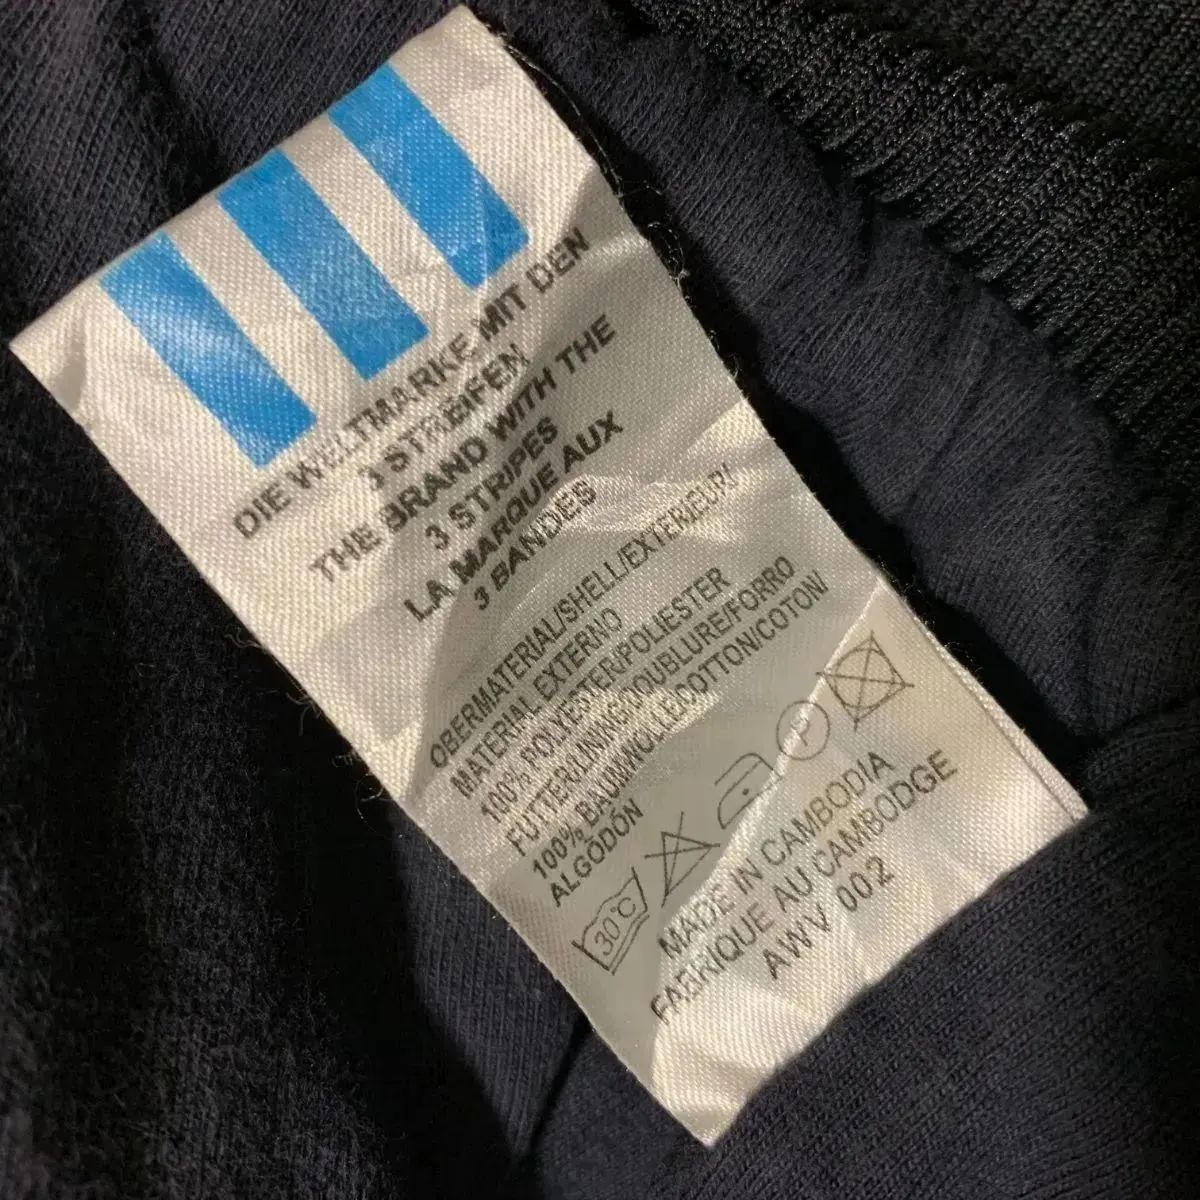 DIE WELTMARKE MIT DEN
3 STREIFEN
THE BRAND WITH THE
3 STRIPES
LA MARQUE AUX
3 BANDES
OBERMATERIAL/SHELL/EXTERIEUR/
MATERIAL EXTERNO
100% POLYESTER/POLIESTER
FUTTER/LINING/DOUBLURE/FORRO
100% BAUMWOLLE/COTTON/COTON/
ALGODÓN
30°C P
MADE IN CAMBODIA
FABRIQUE AU CAMBODGE
AWV 002